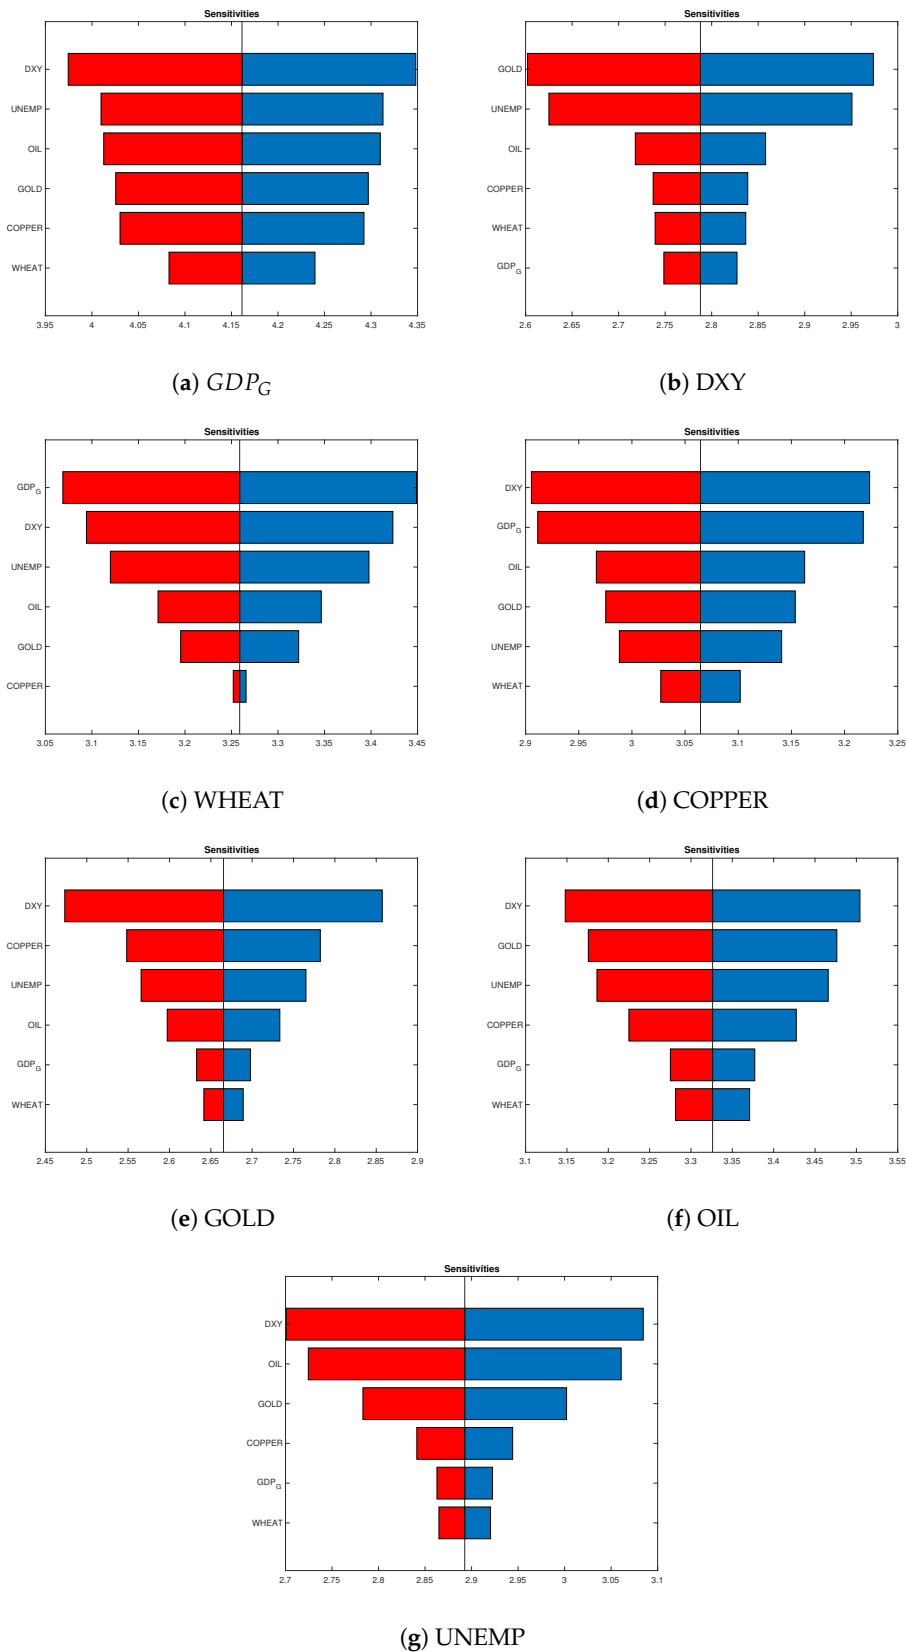 Sensitivities
DXY
UNEMP
OIL
GOLD
COPPER
WHEAT
3.95 4 4.05 4.1 4.15 4.2 4.25 4.3 4.35
(a) GDP_G
Sensitivities
GOLD
UNEMP
OIL
COPPER
WHEAT
GDP_G
2.6 2.65 2.7 2.75 2.8 2.85 2.9 2.95 3
(b) DXY
Sensitivities
GDP_G
DXY
UNEMP
OIL
GOLD
COPPER
3.05 3.1 3.15 3.2 3.25 3.3 3.35 3.4 3.45
(c) WHEAT
Sensitivities
DXY
GDP_G
OIL
GOLD
UNEMP
WHEAT
2.9 2.95 3 3.05 3.1 3.15 3.2 3.25
(d) COPPER
Sensitivities
DXY
COPPER
UNEMP
OIL
GDP_G
WHEAT
2.45 2.5 2.55 2.6 2.65 2.7 2.75 2.8 2.85 2.9
(e) GOLD
Sensitivities
DXY
GOLD
UNEMP
COPPER
GDP_G
WHEAT
3.1 3.15 3.2 3.25 3.3 3.35 3.4 3.45 3.5 3.55
(f) OIL
Sensitivities
DXY
OIL
GOLD
COPPER
GDP_G
WHEAT
2.7 2.75 2.8 2.85 2.9 2.95 3 3.05 3.1
(g) UNEMP